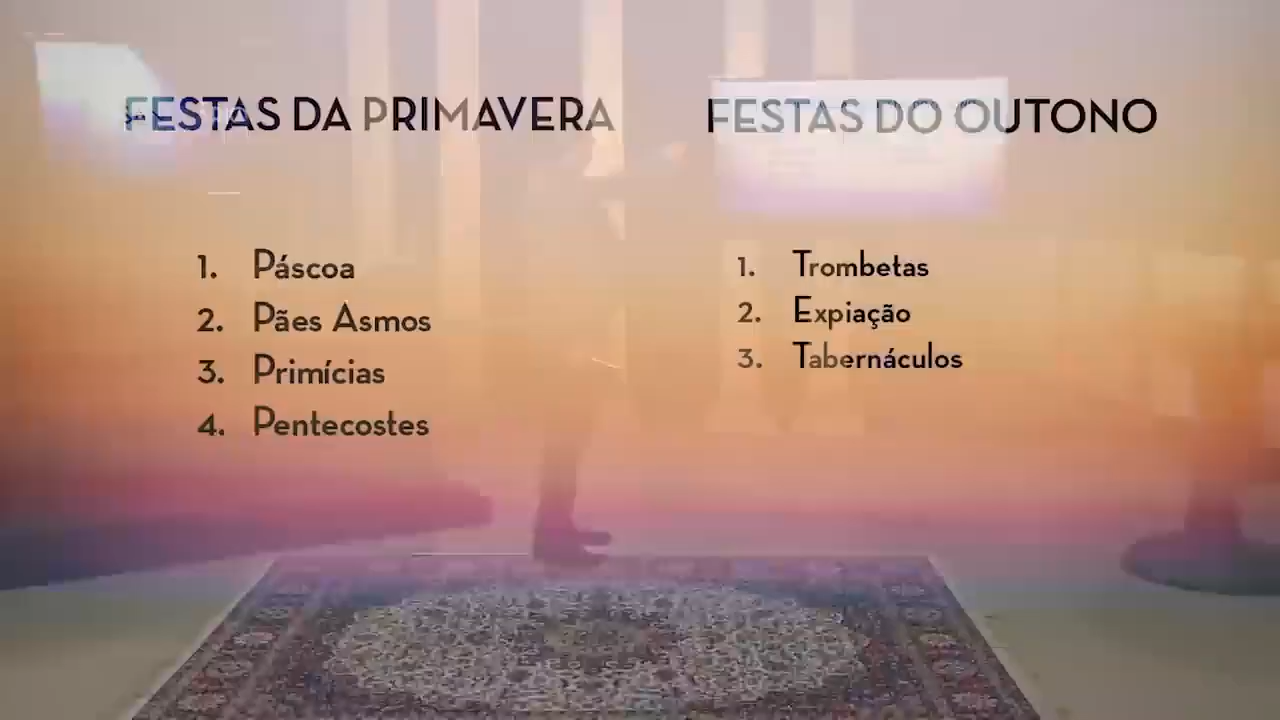 FESTAS DA PRIMAVERA
1. Páscoa
2. Pães Asmos
3. Primícias
4. Pentecostes
FESTAS DO OUTONO
1. Trombetas
2. Expiação
3. Tabernáculos